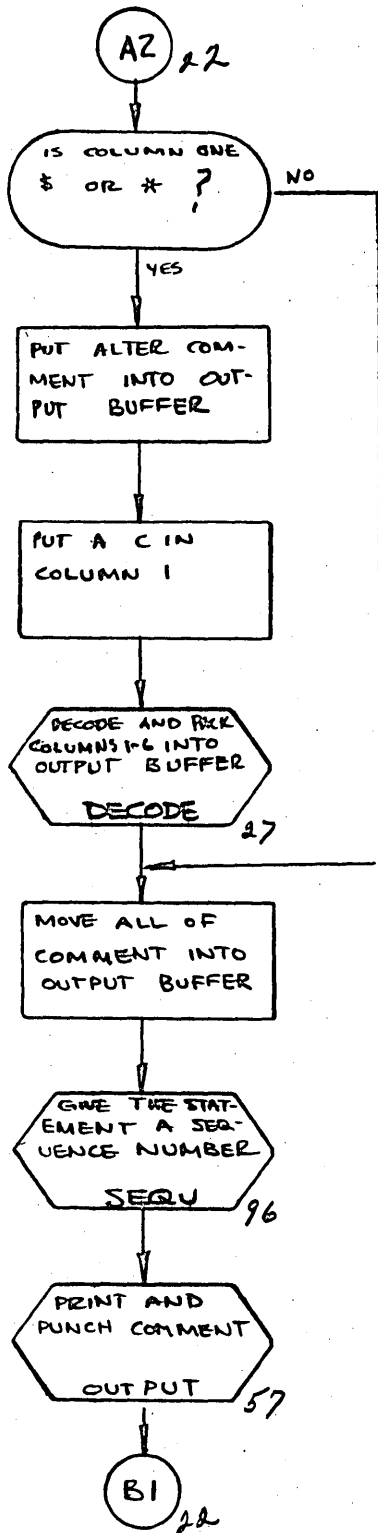 A2
22
IS COLUMN ONE
$ OR * ?
NO
YES
PUT ALTER COM-
MENT INTO OUT-
PUT BUFFER
PUT A C IN
COLUMN 1
DECODE AND PACK
COLUMNS 1-6 INTO
OUTPUT BUFFER
DECODE
27
MOVE ALL OF
COMMENT INTO
OUTPUT BUFFER
GIVE THE STAT-
EMENT A SEQ-
UENCE NUMBER
SEQU
96
PRINT AND
PUNCH COMMENT
OUTPUT
57
B1
22